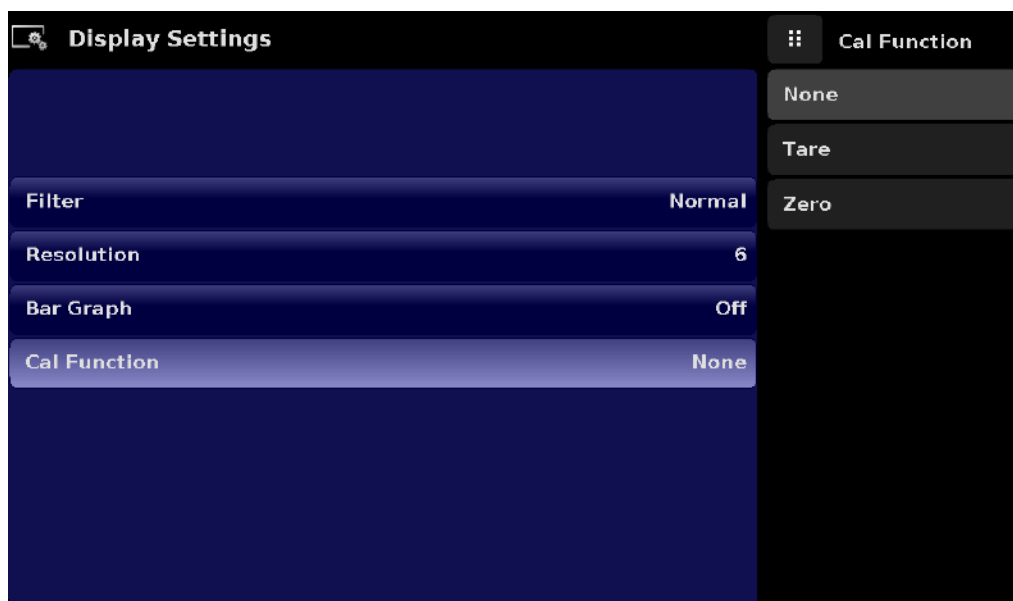 Display Settings
Filter Normal
Resolution 6
Bar Graph Off
Cal Function None
Cal Function
None
Tare
Zero